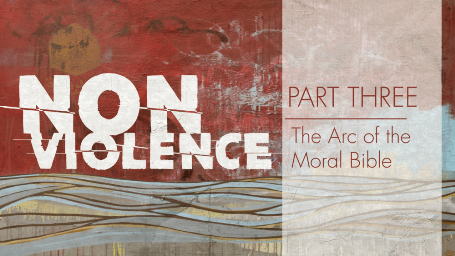 NON
VIOLENCE
PART THREE
The Arc of the
Moral Bible